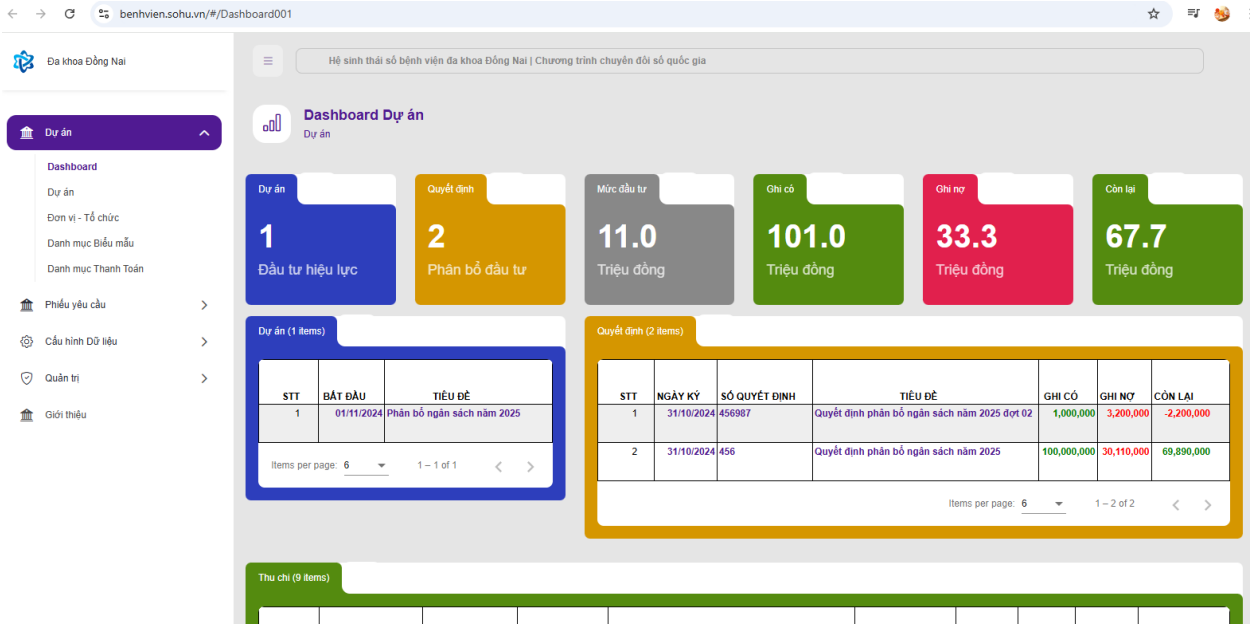 benhvien.sohu.vn/#/Dashboard001
Đa khoa Đồng Nai
Hệ sinh thái số bệnh viện đa khoa Đồng Nai | Chương trình chuyển đổi số quốc gia
Dự án
Dashboard
Dự án
Đơn vị - Tổ chức
Danh mục Biểu mẫu
Danh mục Thanh Toán
Phiếu yêu cầu
Cấu hình Dữ liệu
Quản trị
Giới thiệu
Dashboard Dự án
Dự án
Dự án
1
Đầu tư hiệu lực
Quyết định
2
Phân bổ đầu tư
Mức đầu tư
11.0
Triệu đồng
Ghi có
101.0
Triệu đồng
Ghi nợ
33.3
Triệu đồng
Còn lại
67.7
Triệu đồng
Dự án (1 items)
STT BẮT ĐẦU TIÊU ĐỀ
1 01/11/2024 Phân bổ ngân sách năm 2025
Items per page: 6 1 – 1 of 1
Quyết định (2 items)
STT NGÀY KÝ SỐ QUYẾT ĐỊNH TIÊU ĐỀ GHI CÓ GHI NỢ CÒN LẠI
1 31/10/2024 456987 Quyết định phân bổ ngân sách năm 2025 đợt 02 1,000,000 3,200,000 -2,200,000
2 31/10/2024 456 Quyết định phân bổ ngân sách năm 2025 100,000,000 30,110,000 69,890,000
Items per page: 6 1 – 2 of 2
Thu chi (9 items)